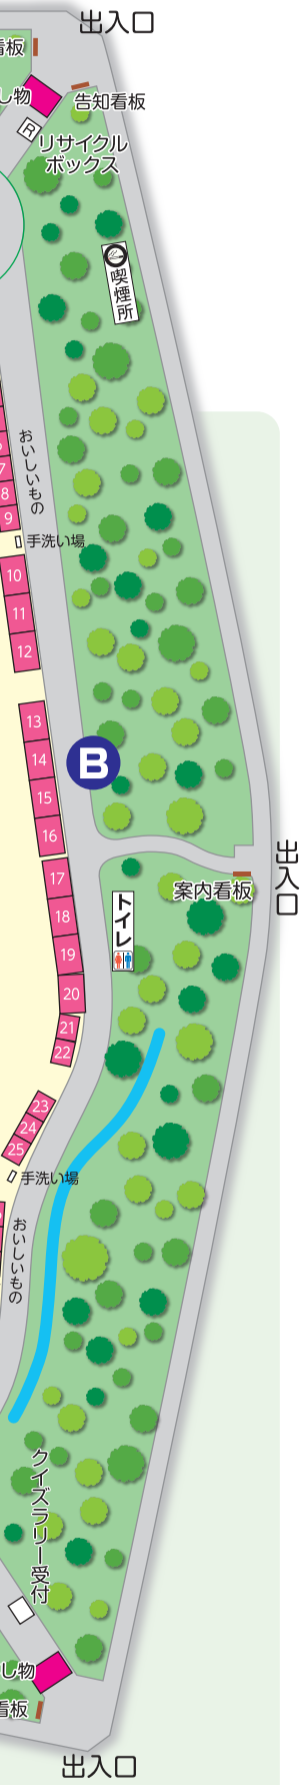 出入口
看板
し物
告知看板
R
リサイクル
ボックス
喫煙所
おいしいもの
7
8
9
手洗い場
10
11
12
13
14
B
15
16
出入口
17
案内看板
トイレ
18
19
20
21
22
23
24
25
手洗い場
おいしいもの
クイズラリー受付
し物
看板
出入口